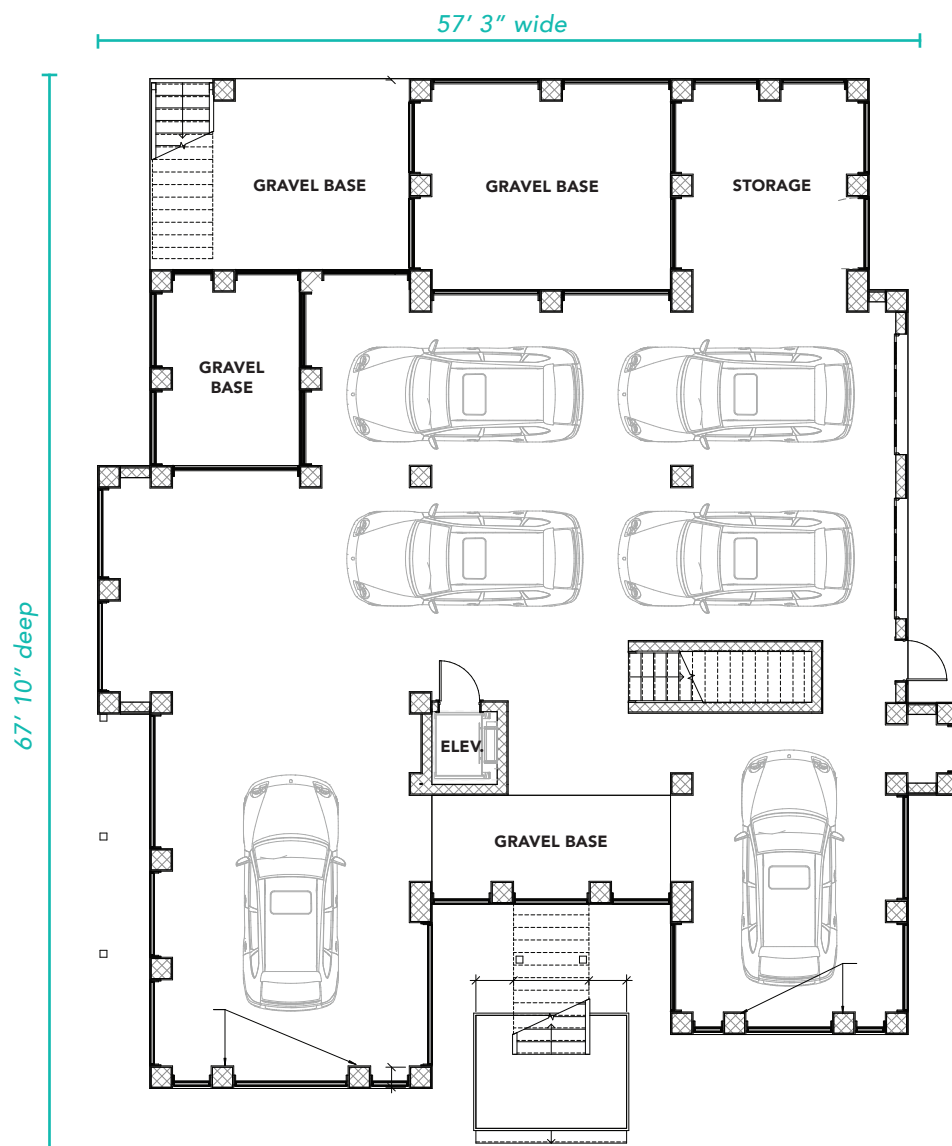 57' 3" wide
67' 10" deep
GRAVEL BASE
GRAVEL BASE
STORAGE
GRAVEL
BASE
ELEV.
GRAVEL BASE